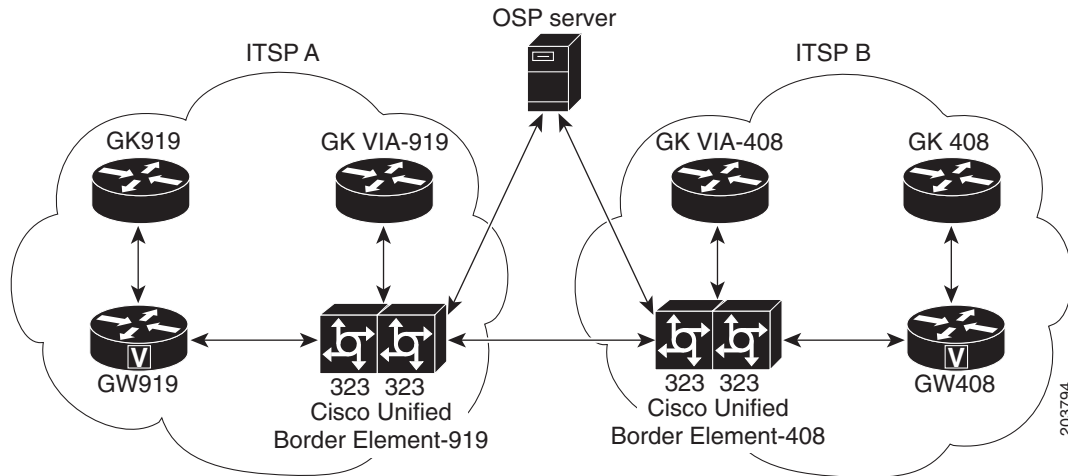 OSP server
ITSP A
ITSP B
GK919
GK VIA-919
GK VIA-408
GK 408
V
GW919
323 323
Cisco Unified
Border Element-919
323 323
Cisco Unified
Border Element-408
V
GW408
203794